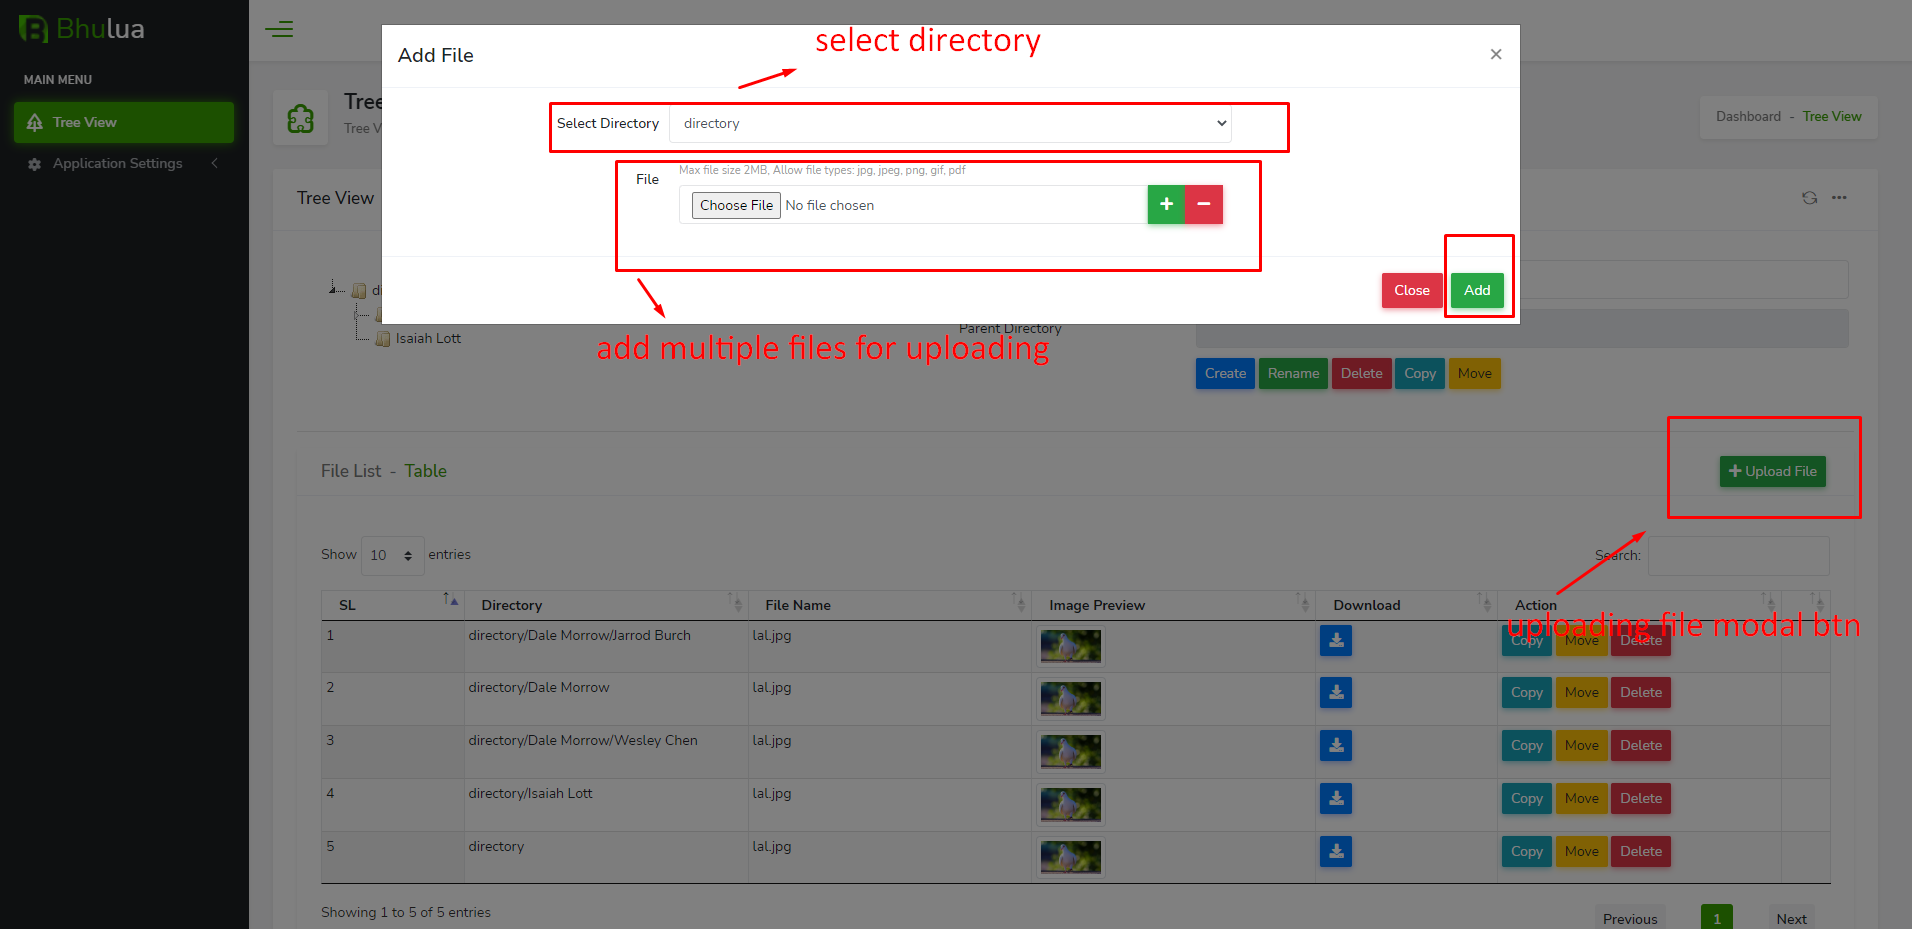 Bhulua
MAIN MENU
Tree View
Application Settings
select directory
Add File
×
Select Directory directory
Max file size 2MB, Allow file types: jpg, jpeg, png, gif, pdf
File
Choose File No file chosen
+ −
Close Add
add multiple files for uploading
Tree
Tree V
Dashboard - Tree View
Tree View
di
Isaiah Lott
Parent Directory
Create Rename Delete Copy Move
File List - Table
+ Upload File
Show 10 entries
Search:
uploading file modal btn
SL Directory File Name Image Preview Download Action
1 directory/Dale Morrow/Jarrod Burch lal.jpg Copy Move Delete
2 directory/Dale Morrow lal.jpg Copy Move Delete
3 directory/Dale Morrow/Wesley Chen lal.jpg Copy Move Delete
4 directory/Isaiah Lott lal.jpg Copy Move Delete
5 directory lal.jpg Copy Move Delete
Showing 1 to 5 of 5 entries
Previous 1 Next